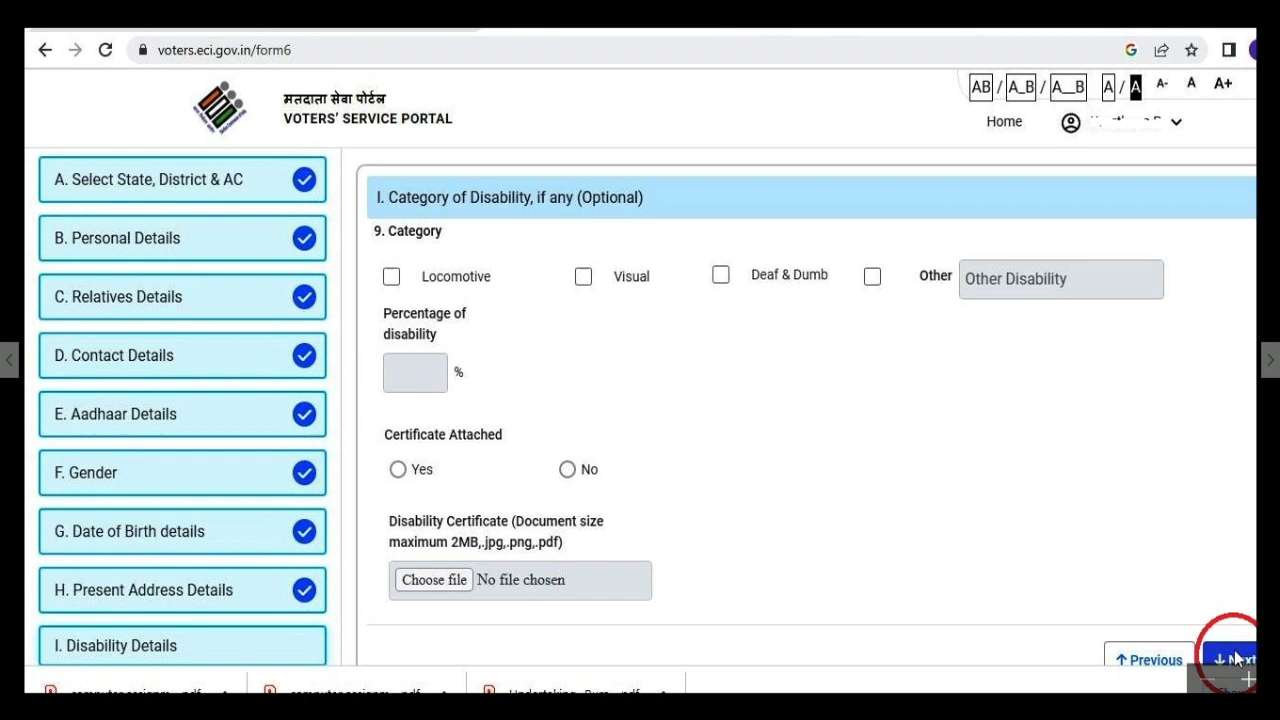 voters.eci.gov.in/form6
मतदाता सेवा पोर्टल
VOTERS' SERVICE PORTAL
AB / A_B / A__B A / A A- A A+
Home
A. Select State, District & AC
B. Personal Details
C. Relatives Details
D. Contact Details
E. Aadhaar Details
F. Gender
G. Date of Birth details
H. Present Address Details
I. Disability Details
I. Category of Disability, if any (Optional)
9. Category
Locomotive Visual Deaf & Dumb Other Other Disability
Percentage of
disability
%
Certificate Attached
Yes No
Disability Certificate (Document size
maximum 2MB,.jpg,.png,.pdf)
Choose file No file chosen
Previous Next